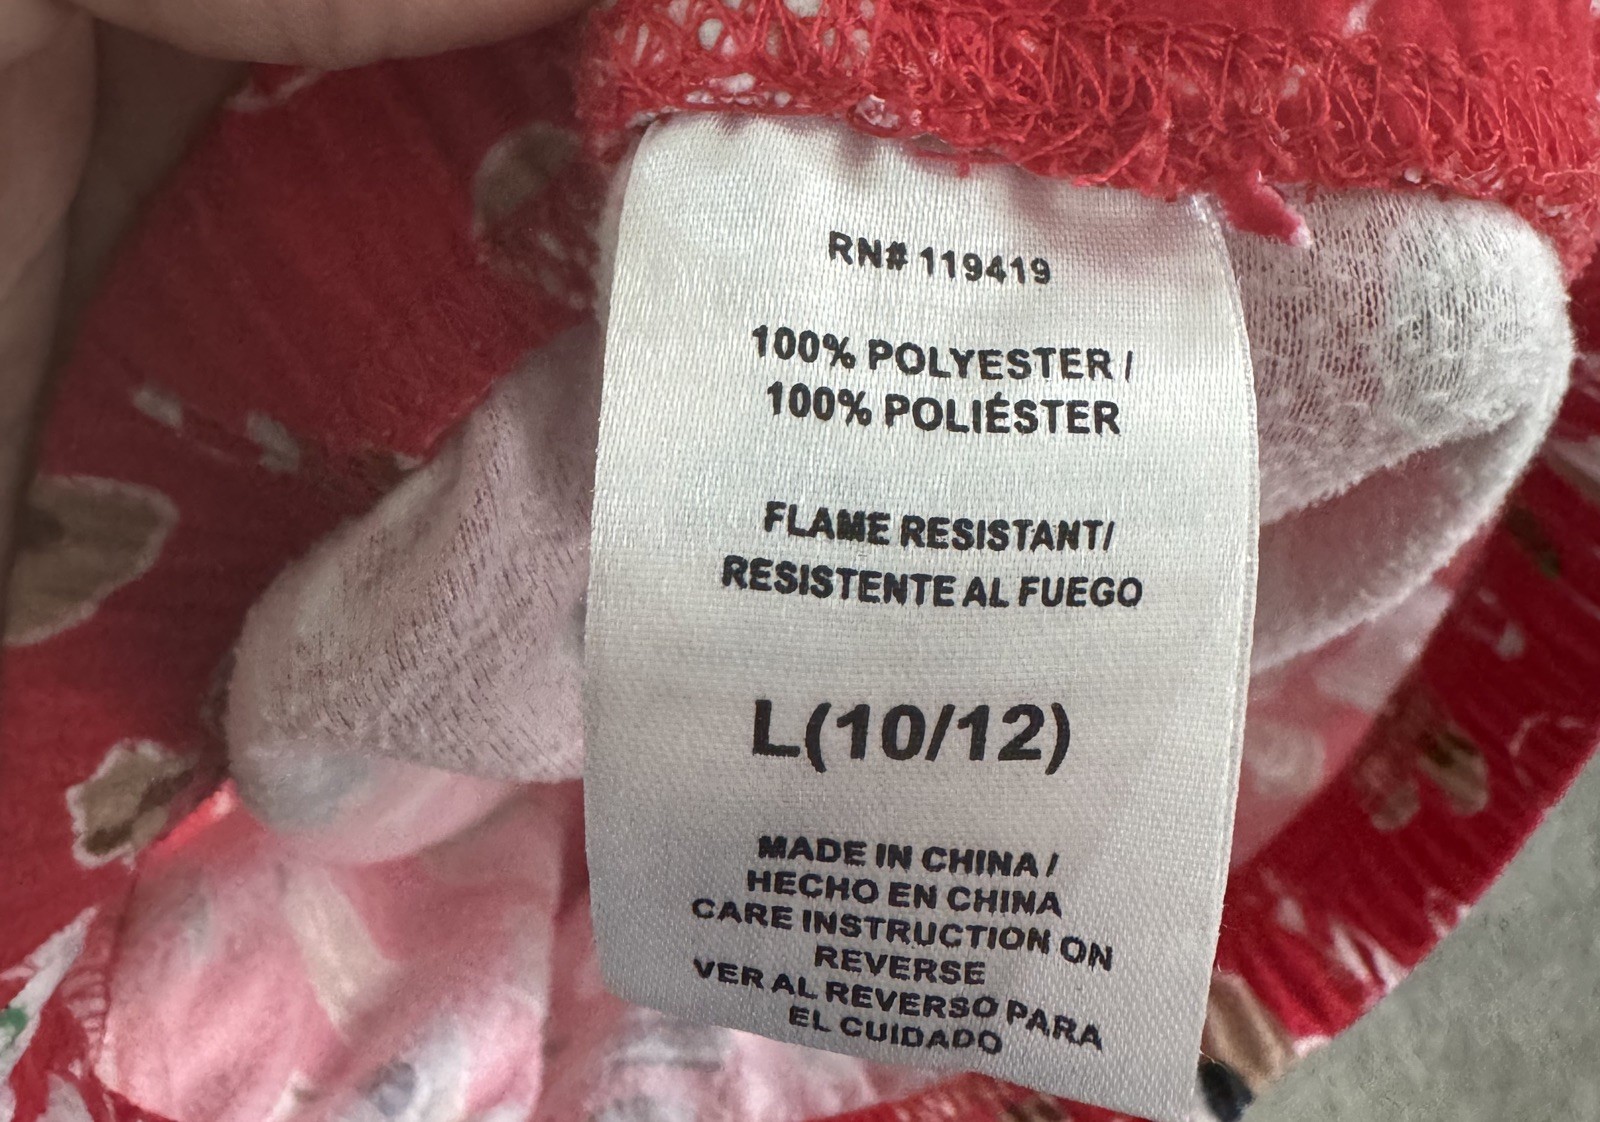 RN# 119419
100% POLYESTER /
100% POLIÉSTER
FLAME RESISTANT/
RESISTENTE AL FUEGO
L(10/12)
MADE IN CHINA /
HECHO EN CHINA
CARE INSTRUCTION ON
REVERSE
VER AL REVERSO PARA
EL CUIDADO